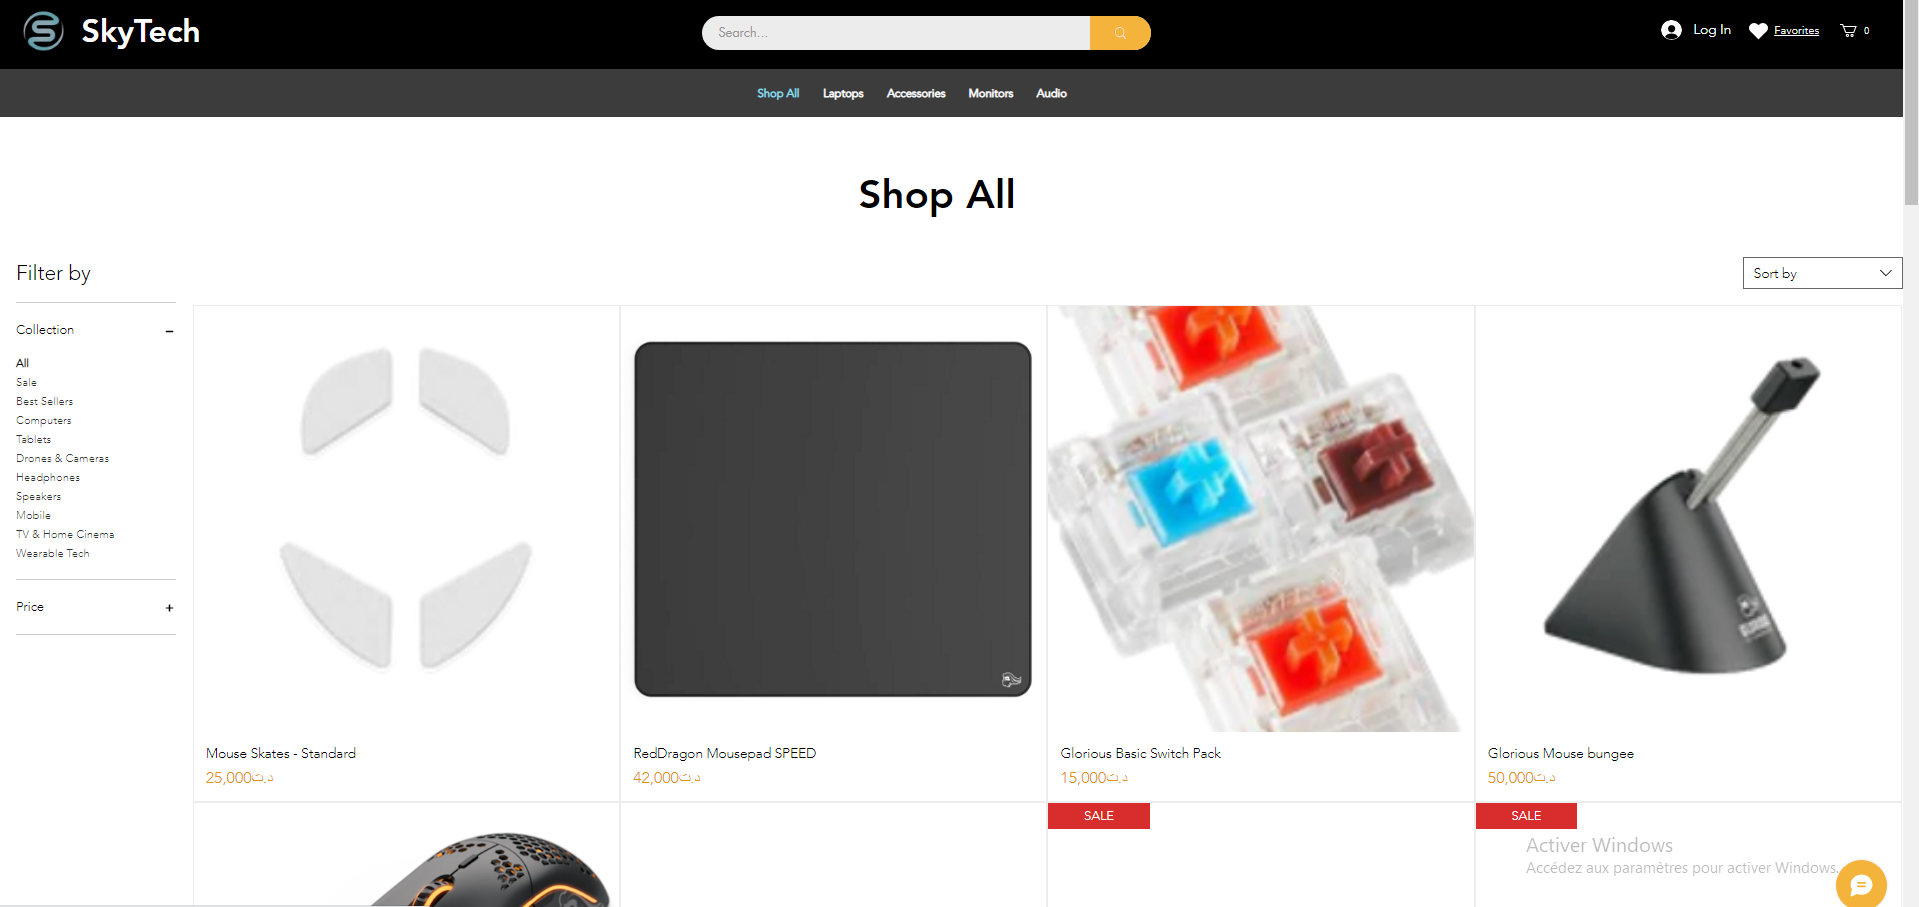 SkyTech
Search...
Log In
Favorites
0
Shop All
Laptops
Accessories
Monitors
Audio
Shop All
Filter by
Sort by
Collection
−
All
Sale
Best Sellers
Computers
Tablets
Drones & Cameras
Headphones
Speakers
Mobile
TV & Home Cinema
Wearable Tech
Price
+
Mouse Skates - Standard
25,000د.ت
RedDragon Mousepad SPEED
42,000د.ت
Glorious Basic Switch Pack
15,000د.ت
Glorious Mouse bungee
50,000د.ت
SALE
SALE
Activer Windows
Accédez aux paramètres pour activer Windows.